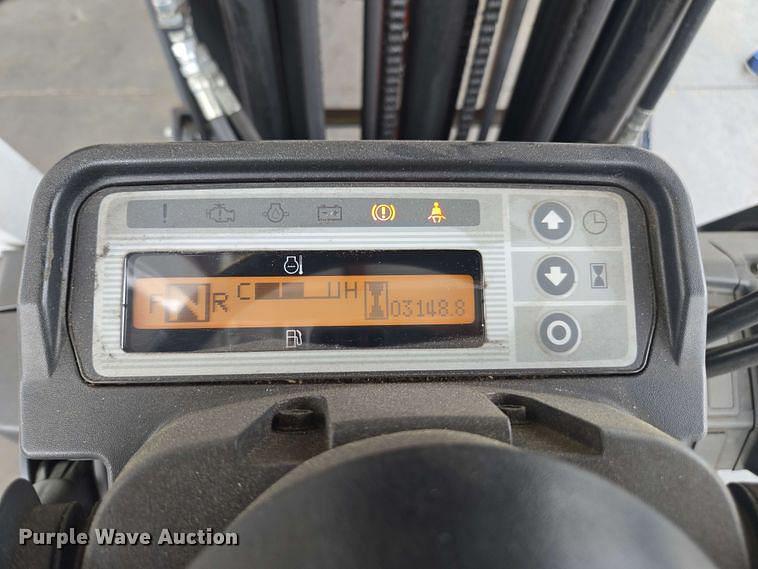 F N R C H 03148.8
Purple Wave Auction